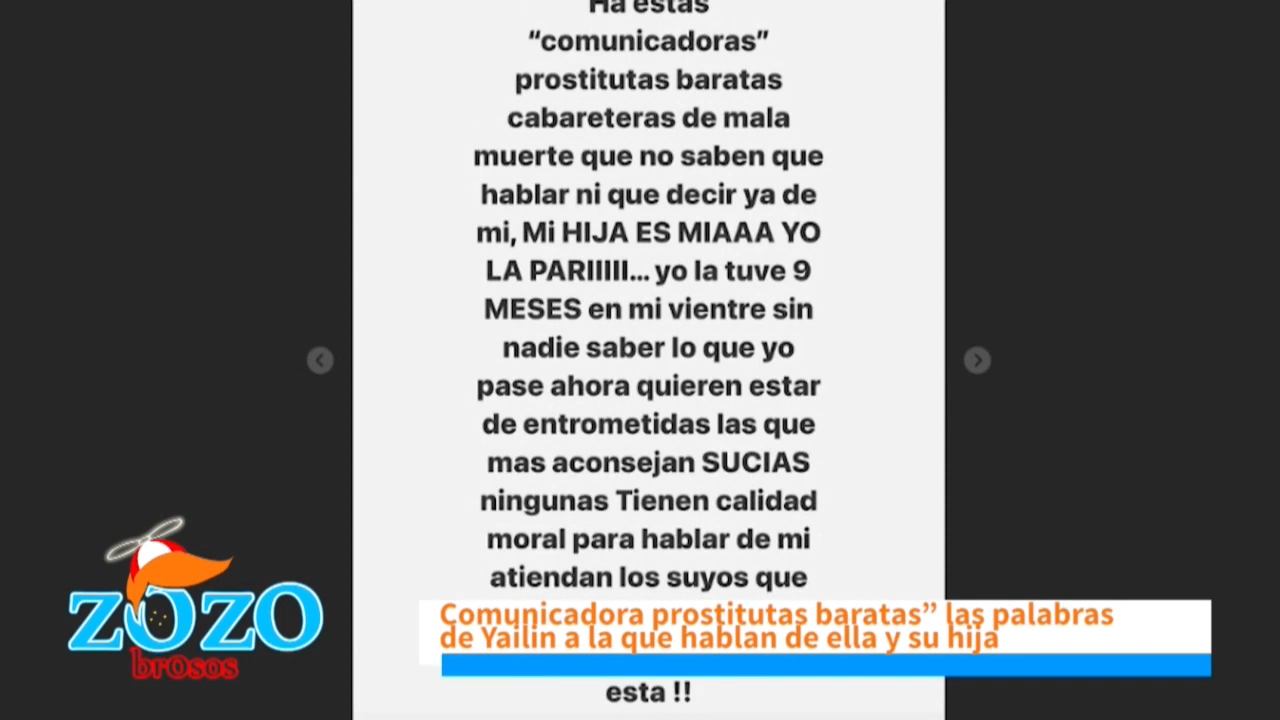 Ha estas
“comunicadoras”
prostitutas baratas
cabareteras de mala
muerte que no saben que
hablar ni que decir ya de
mi, Mi HIJA ES MIAAA YO
LA PARIIIII... yo la tuve 9
MESES en mi vientre sin
nadie saber lo que yo
pase ahora quieren estar
de entrometidas las que
mas aconsejan SUCIAS
ningunas Tienen calidad
moral para hablar de mi
atiendan los suyos que
esta !!
ZOZO
brosos
Comunicadora prostitutas baratas” las palabras
de Yailin a la que hablan de ella y su hija